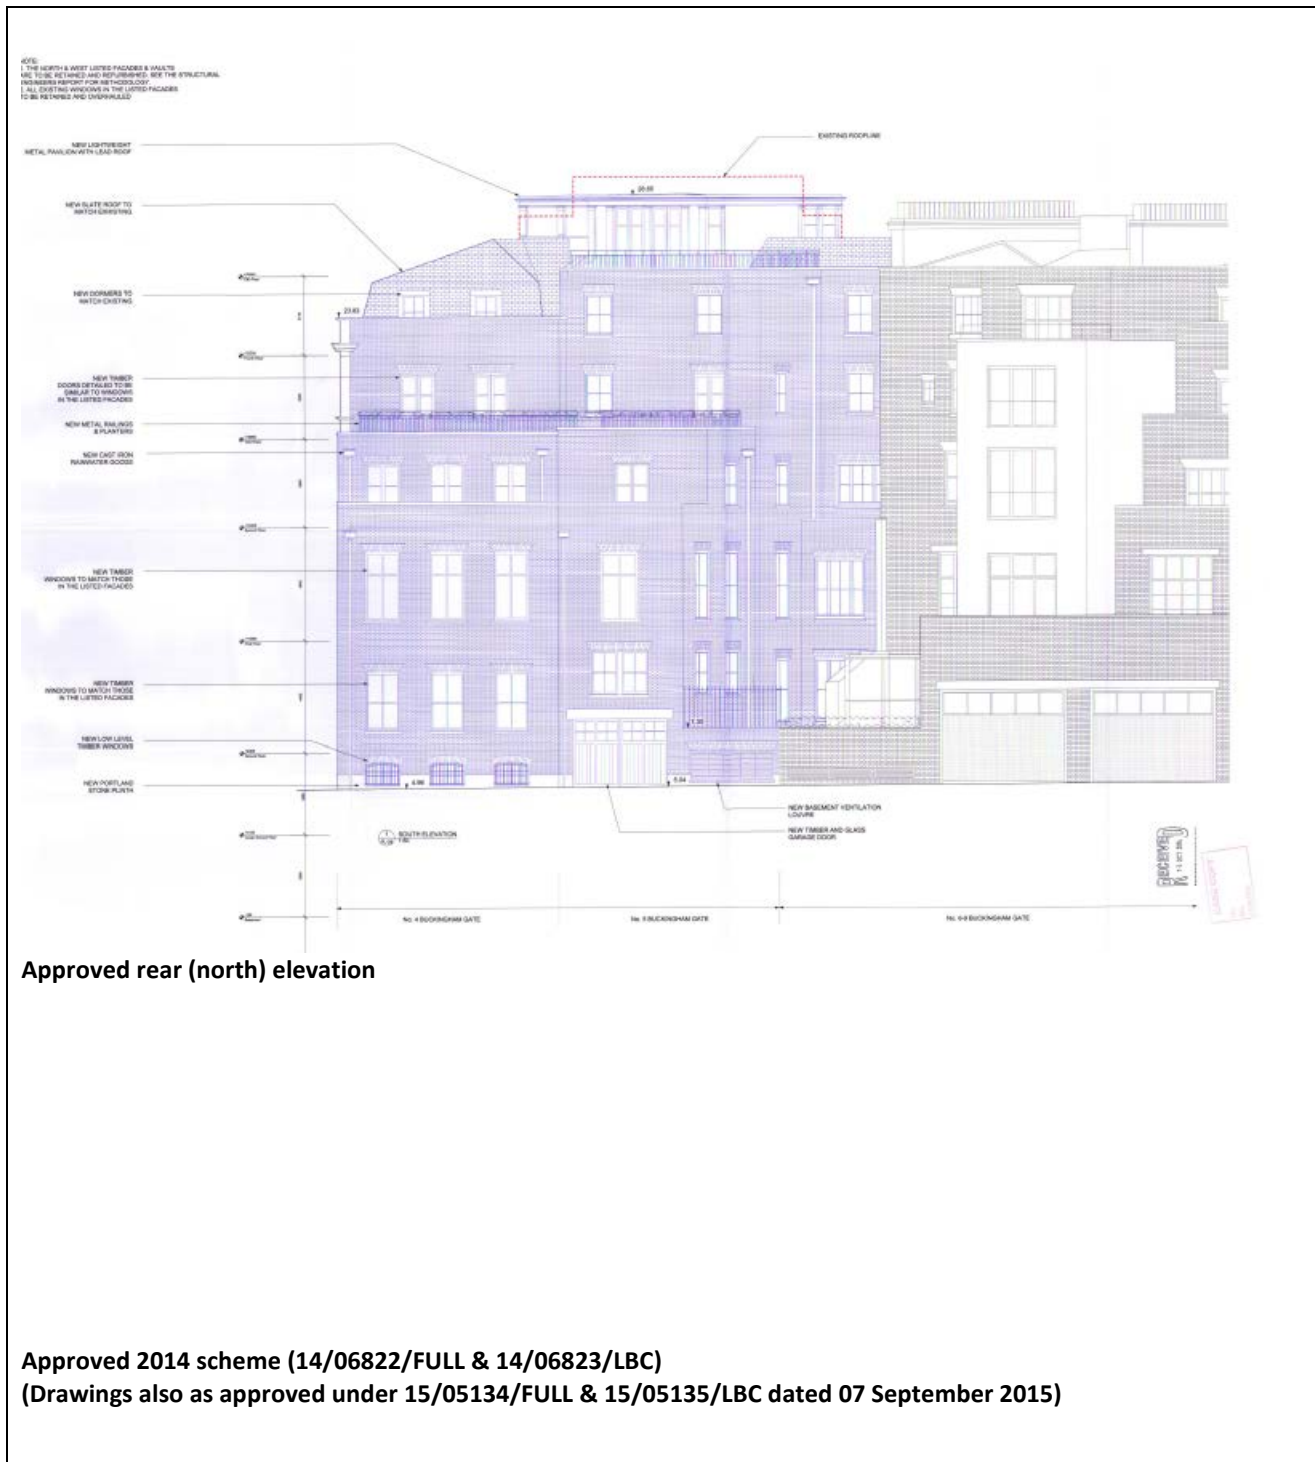 NOTE:
1. THE NORTH & WEST LISTED FACADES & VAULTS
ARE TO BE RETAINED AND REFURBISHED. SEE THE STRUCTURAL
ENGINEERS REPORT FOR METHODOLOGY.
2. ALL EXISTING WINDOWS IN THE LISTED FACADES
TO BE RETAINED AND OVERHAULED
EXISTING ROOFLINE
NEW LIGHTWEIGHT
METAL PAVILION WITH LEAD ROOF
NEW SLATE ROOF TO
MATCH EXISTING
NEW DORMERS TO
MATCH EXISTING
23.83
NEW TIMBER
DOORS DETAILED TO BE
SIMILAR TO WINDOWS
IN THE LISTED FACADES
NEW METAL RAILINGS
& PLANTERS
NEW CAST IRON
RAINWATER GOODS
NEW TIMBER
WINDOWS TO MATCH THOSE
IN THE LISTED FACADES
NEW TIMBER
WINDOWS TO MATCH THOSE
IN THE LISTED FACADES
NEW LOW LEVEL
TIMBER WINDOWS
NEW PORTLAND
STONE PLINTH
NEW BASEMENT VENTILATION
LOUVRE
NEW TIMBER AND GLASS
GARAGE DOOR
SOUTH ELEVATION
RECEIVED
No. 4 BUCKINGHAM GATE
No. 5 BUCKINGHAM GATE
No. 6-9 BUCKINGHAM GATE
Approved rear (north) elevation
Approved 2014 scheme (14/06822/FULL & 14/06823/LBC)
(Drawings also as approved under 15/05134/FULL & 15/05135/LBC dated 07 September 2015)